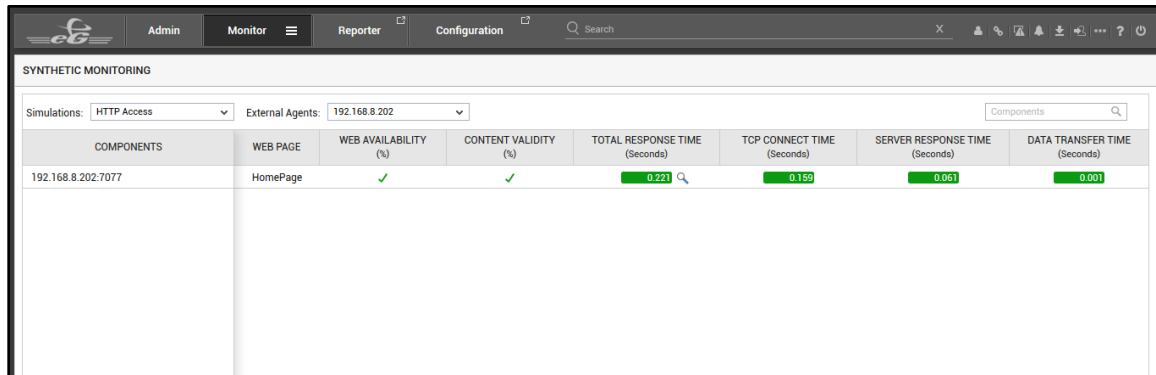 eG Admin Monitor Reporter Configuration Search X ?
SYNTHETIC MONITORING
Simulations: HTTP Access External Agents: 192.168.8.202 Components
COMPONENTS WEB PAGE WEB AVAILABILITY (%) CONTENT VALIDITY (%) TOTAL RESPONSE TIME (Seconds) TCP CONNECT TIME (Seconds) SERVER RESPONSE TIME (Seconds) DATA TRANSFER TIME (Seconds)
192.168.8.202:7077 HomePage 0.221 0.159 0.061 0.001